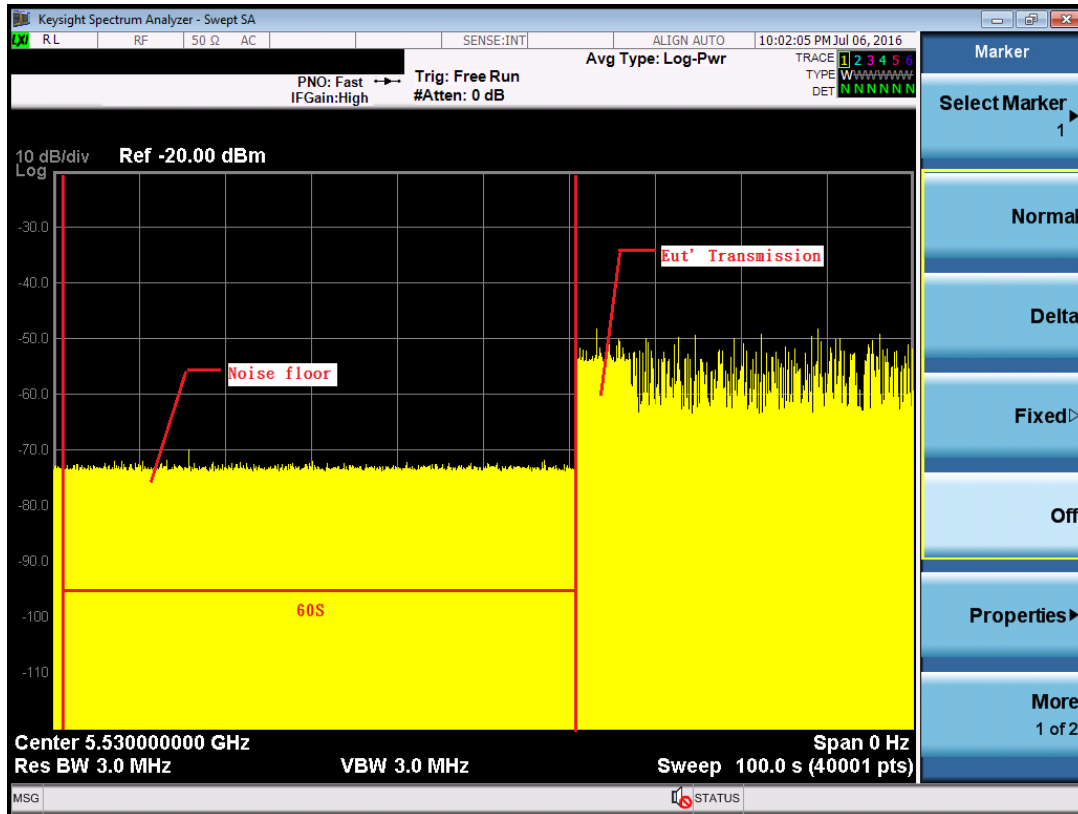 Keysight Spectrum Analyzer - Swept SA
LXI RL RF 50 Ω AC SENSE:INT ALIGN AUTO 10:02:05 PM Jul 06, 2016
PNO: Fast
IFGain:High
Trig: Free Run
#Atten: 0 dB
Avg Type: Log-Pwr
TRACE 1 2 3 4 5 6
TYPE WWWWWW
DET N N N N N N
10 dB/div Ref -20.00 dBm
Log
-30.0
-40.0
-50.0
-60.0
-70.0
-80.0
-90.0
-100
-110
Eut' Transmission
Noise floor
60S
Center 5.530000000 GHz Span 0 Hz
Res BW 3.0 MHz VBW 3.0 MHz Sweep 100.0 s (40001 pts)
MSG STATUS
Marker
Select Marker
1
Normal
Delta
Fixed
Off
Properties
More
1 of 2